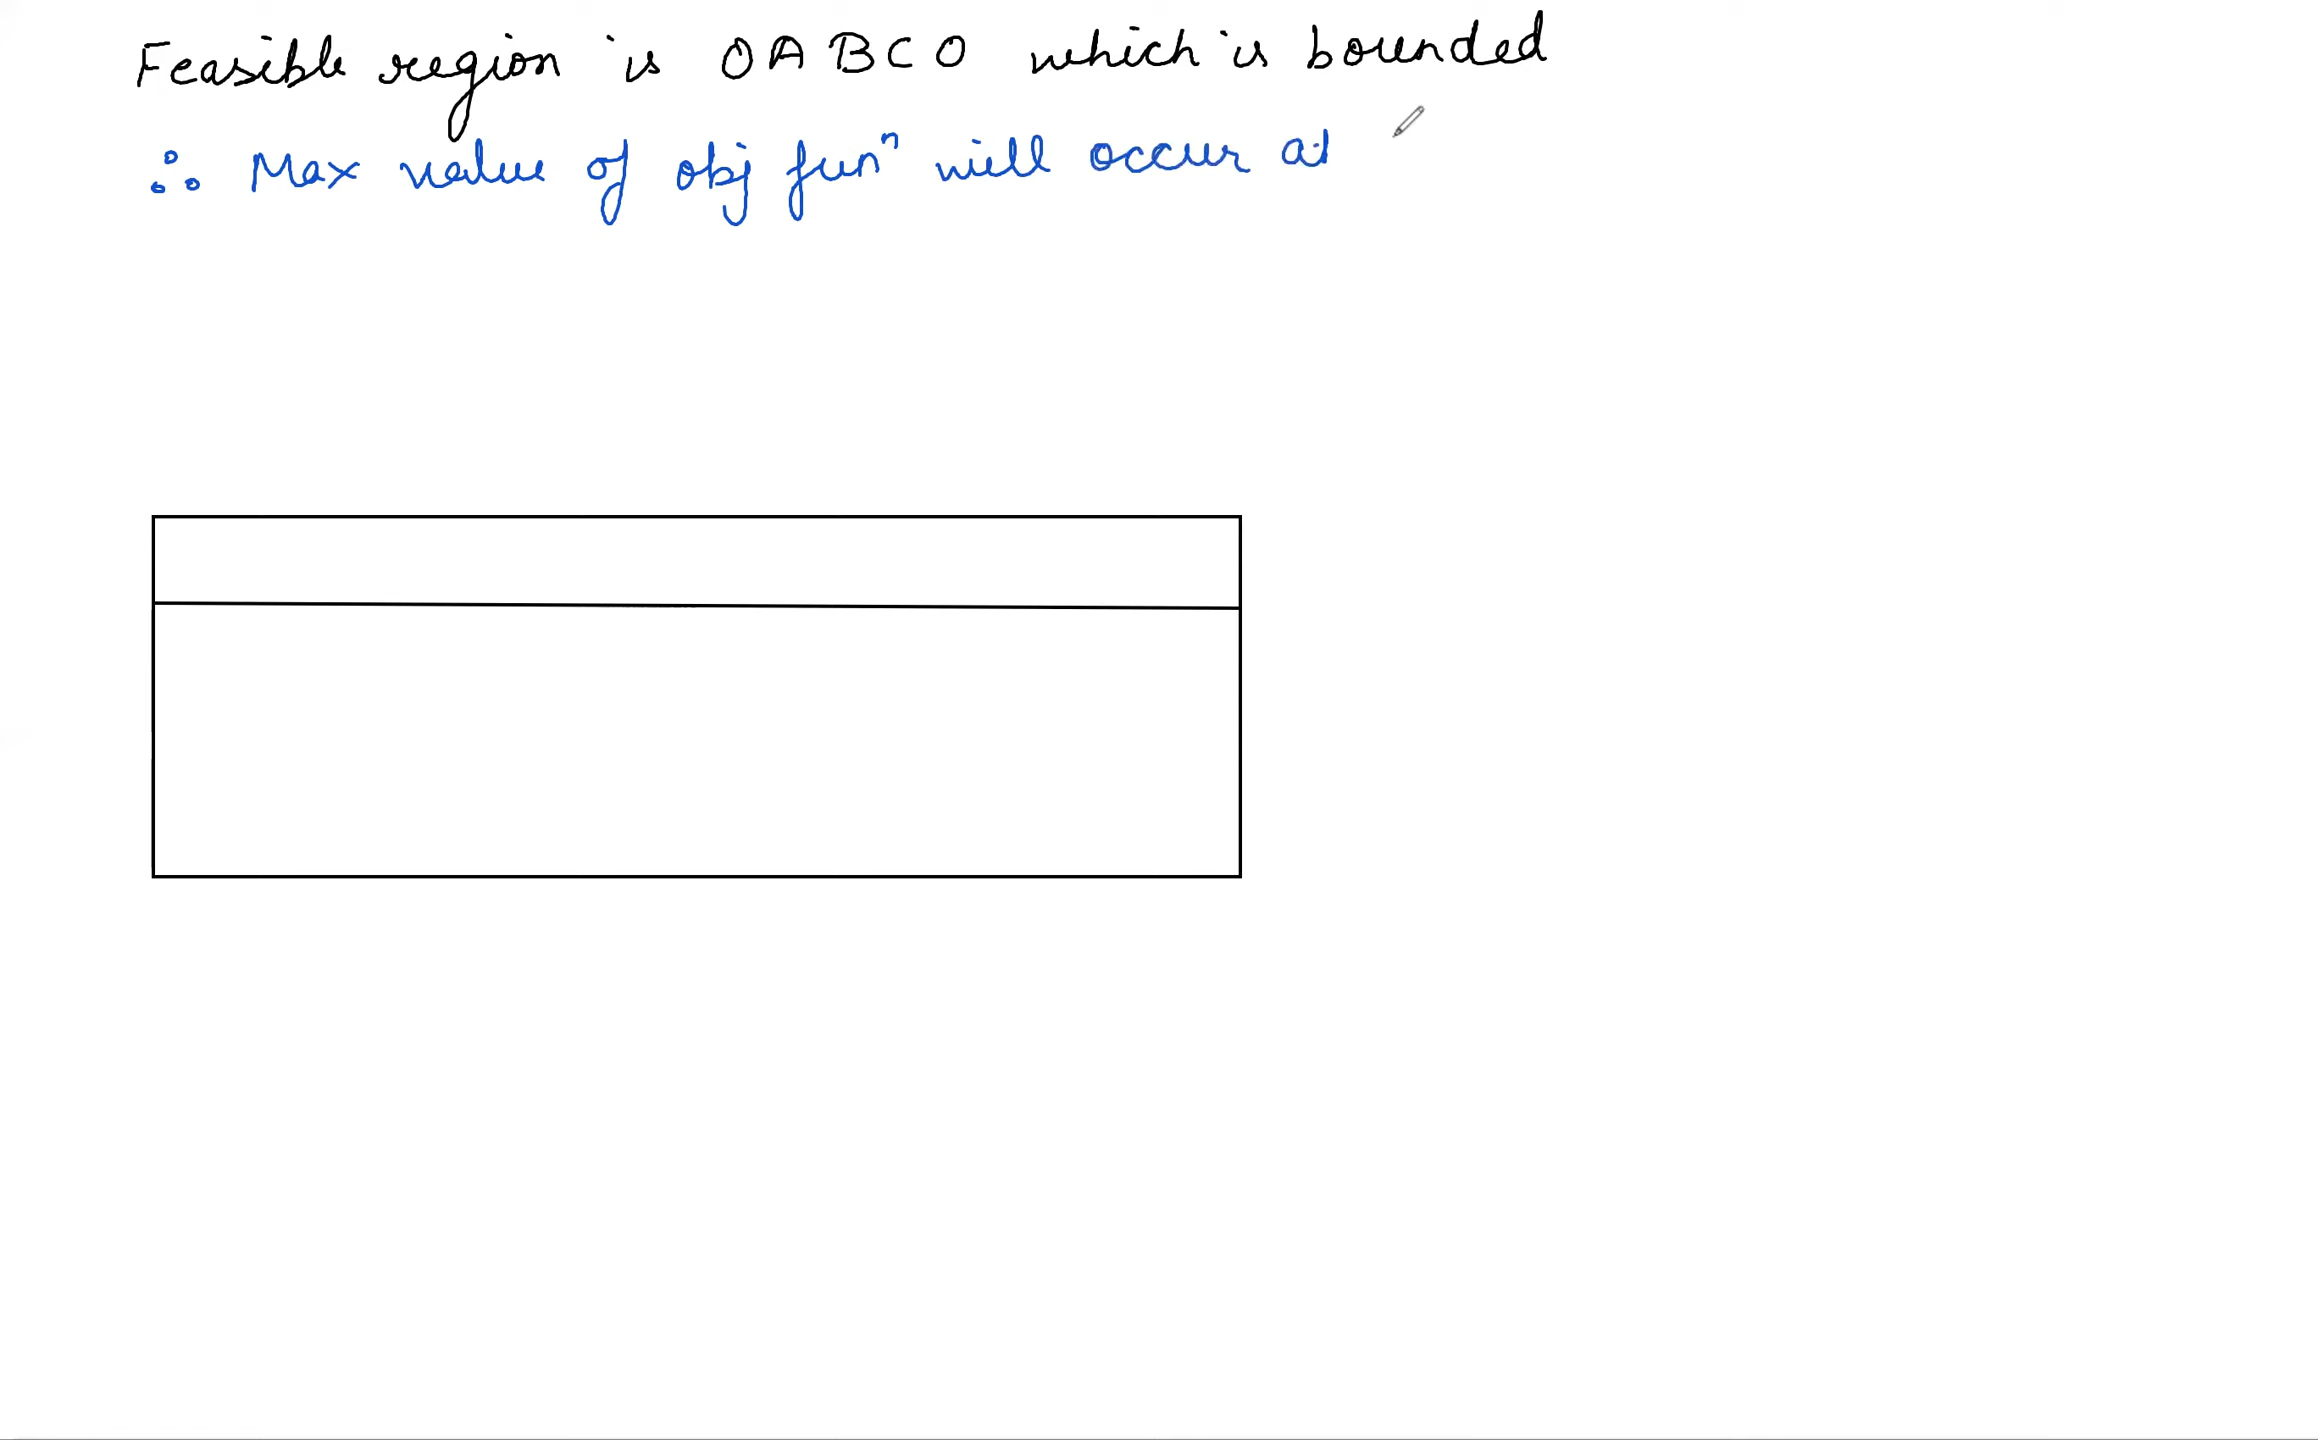 Feasible region is OABCO which is bounded
∴ Max value of obj funⁿ will occur at